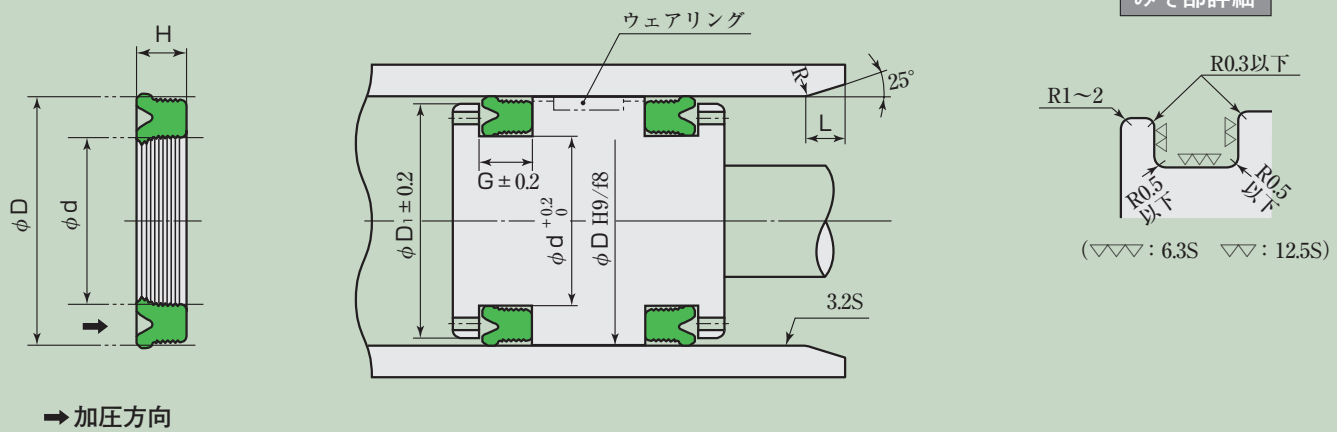 みぞ部詳細
ウェアリング
H
φD
φd
加圧方向
R
25°
L
G±0.2
φD1±0.2
φd +0.2 0
φD H9/f8
3.2S
R0.3以下
R1〜2
R0.5以下
R0.5以下
(▽▽▽：6.3S ▽▽：12.5S)